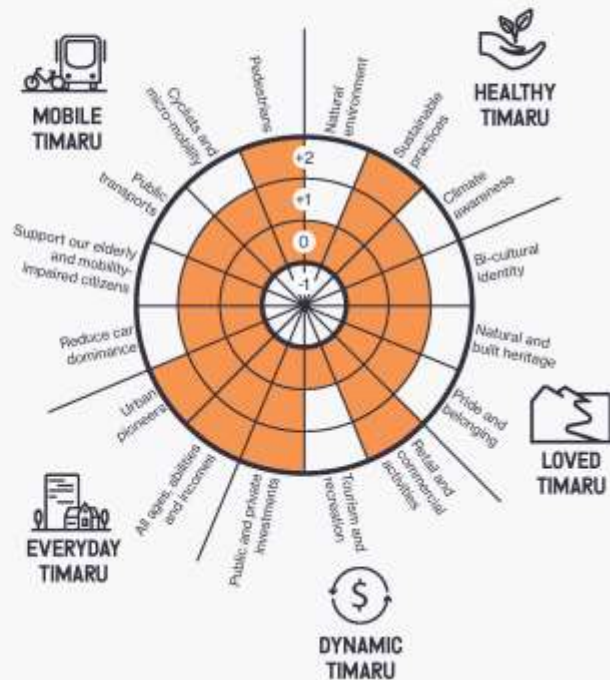 MOBILE
TIMARU
Pedestrians
Cyclists and
micro-mobility
Public
transports
Support our elderly
and mobility-
impaired citizens
Reduce car
dominance
HEALTHY
TIMARU
Natural
environment
Sustainable
practices
Climate
awareness
+2
+1
0
-1
Bi-cultural
identity
Natural and
built heritage
Pride and
belonging
LOVED
TIMARU
Retail and
commercial
activities
Tourism and
recreation
Public and private
investments
$
DYNAMIC
TIMARU
Urban
pioneers
All ages, abilities
and incomes
EVERYDAY
TIMARU